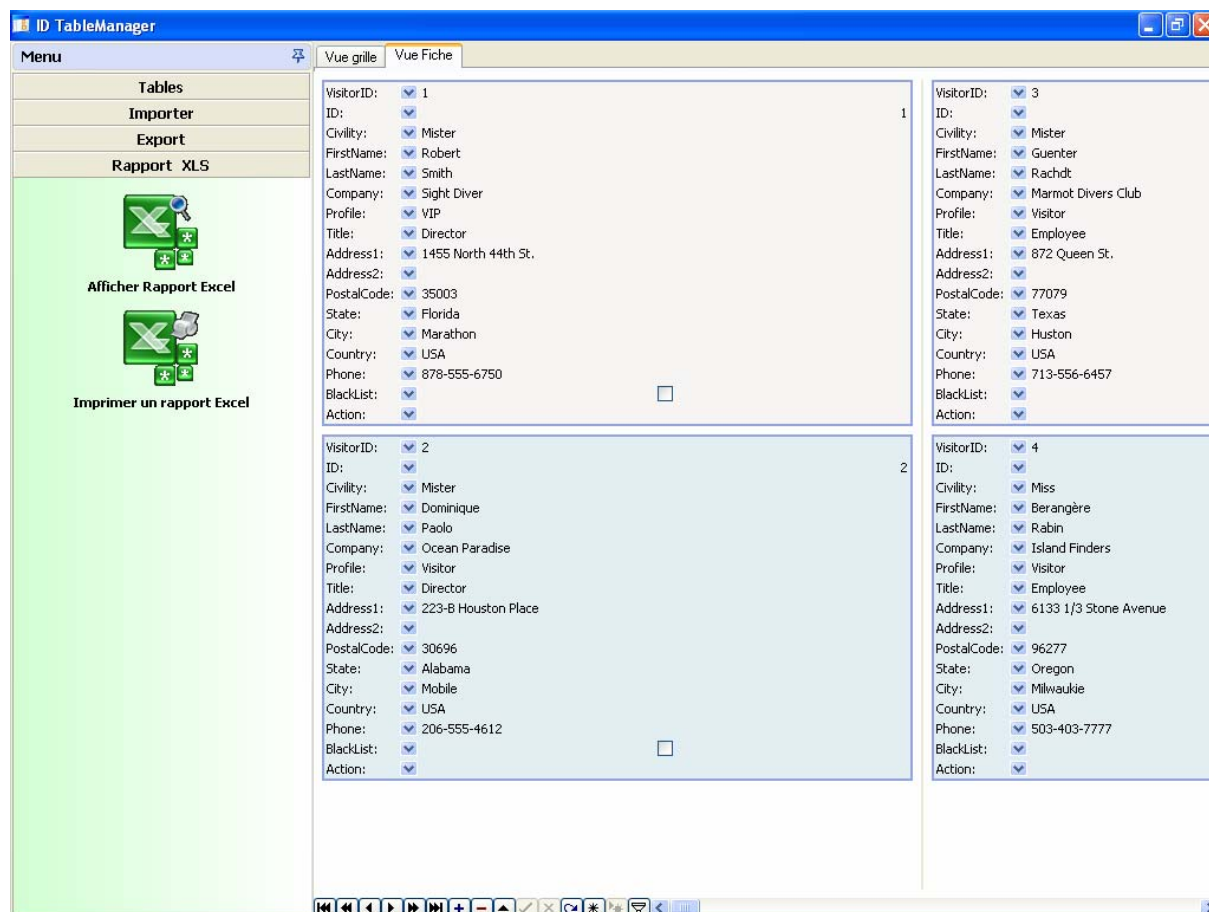 ID TableManager
Menu
Tables
Importer
Export
Rapport XLS
Afficher Rapport Excel
Imprimer un rapport Excel
Vue grille
Vue Fiche
VisitorID: 1
ID: 1
Civility: Mister
FirstName: Robert
LastName: Smith
Company: Sight Diver
Profile: VIP
Title: Director
Address1: 1455 North 44th St.
Address2:
PostalCode: 35003
State: Florida
City: Marathon
Country: USA
Phone: 878-555-6750
BlackList:
Action:
VisitorID: 2
ID: 2
Civility: Mister
FirstName: Dominique
LastName: Paolo
Company: Ocean Paradise
Profile: Visitor
Title: Director
Address1: 223-B Houston Place
Address2:
PostalCode: 30696
State: Alabama
City: Mobile
Country: USA
Phone: 206-555-4612
BlackList:
Action:
VisitorID: 3
ID:
Civility: Mister
FirstName: Guenter
LastName: Rachdt
Company: Marmot Divers Club
Profile: Visitor
Title: Employee
Address1: 872 Queen St.
Address2:
PostalCode: 77079
State: Texas
City: Huston
Country: USA
Phone: 713-556-6457
BlackList:
Action:
VisitorID: 4
ID:
Civility: Miss
FirstName: Berangère
LastName: Rabin
Company: Island Finders
Profile: Visitor
Title: Employee
Address1: 6133 1/3 Stone Avenue
Address2:
PostalCode: 96277
State: Oregon
City: Milwaukie
Country: USA
Phone: 503-403-7777
BlackList:
Action: